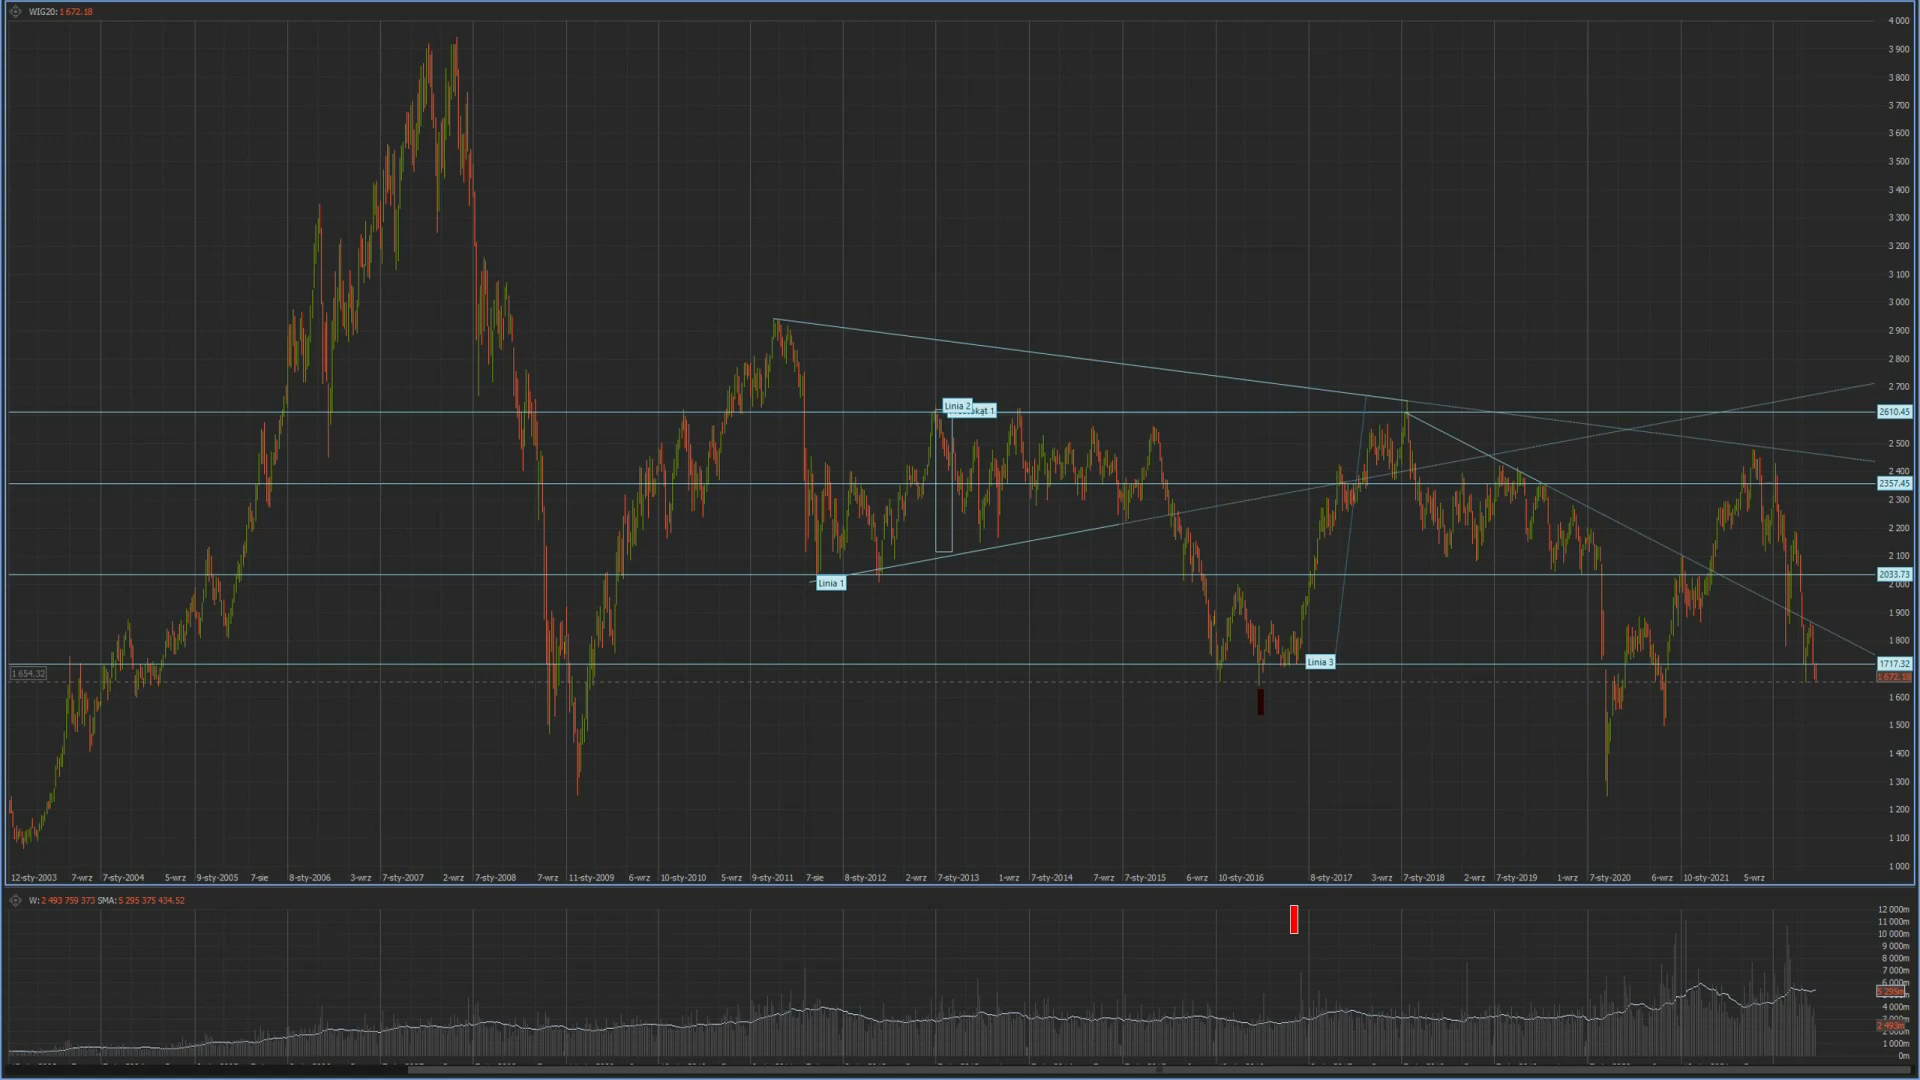 WIG20: 1 672.18
4 000
3 900
3 800
3 700
3 600
3 500
3 400
3 300
3 200
3 100
3 000
2 900
2 800
2 700
Linia 2 kąt 1
2610.45
2 500
2 400
2357.45
2 300
2 200
2 100
Linia 1
2033.73
2 000
1 900
1 800
Linia 3
1717.32
1 654.32
1 672.18
1 600
1 500
1 400
1 300
1 200
1 100
1 000
12-sty-2003 7-wrz 7-sty-2004 5-wrz 9-sty-2005 7-sie 8-sty-2006 3-wrz 7-sty-2007 7-sty-2008 7-wrz 11-sty-2009 6-wrz 10-sty-2010 5-wrz 9-sty-2011 7-sie 8-sty-2012 2-wrz 7-sty-2013 1-wrz 7-sty-2014 7-wrz 7-sty-2015 6-wrz 10-sty-2016 8-sty-2017 3-wrz 7-sty-2018 2-wrz 7-sty-2019 1-wrz 7-sty-2020 6-wrz 10-sty-2021 5-wrz
W: 2 493 759 373 SMA: 5 295 375 434.52
12 000m
11 000m
10 000m
9 000m
8 000m
7 000m
6 000m
5 295m
4 000m
2 493m
1 000m
0m